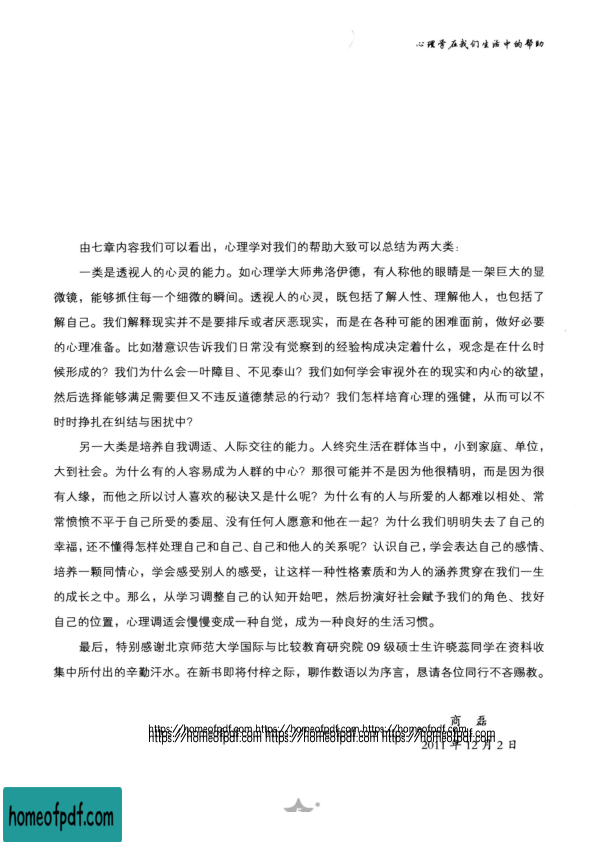 心理学在我们生活中的帮助
由七章内容我们可以看出，心理学对我们的帮助大致可以总结为两大类：
一类是透视人的心灵的能力。如心理学大师弗洛伊德，有人称他的眼睛是一架巨大的显
微镜，能够抓住每一个细微的瞬间。透视人的心灵，既包括了解人性、理解他人，也包括了
解自己。我们解释现实并不是要排斥或者厌恶现实，而是在各种可能的困难面前，做好必要
的心理准备。比如潜意识告诉我们日常没有觉察到的经验构成决定着什么，观念是在什么时
候形成的？我们为什么会一叶障目、不见泰山？我们如何学会审视外在的现实和内心的欲望，
然后选择能够满足需要但又不违反道德禁忌的行动？我们怎样培育心理的强健，从而可以不
时时挣扎在纠结与困扰中？
另一大类是培养自我调适、人际交往的能力。人终究生活在群体当中，小到家庭、单位，
大到社会。为什么有的人容易成为人群的中心？那很可能并不是因为他很精明，而是因为很
有人缘，而他之所以讨人喜欢的秘诀又是什么呢？为什么有的人与所爱的人都难以相处、常
常愤愤不平于自己所受的委屈、没有任何人愿意和他在一起？为什么我们明明失去了自己的
幸福，还不懂得怎样处理自己和自己、自己和他人的关系呢？认识自己，学会表达自己的感情、
培养一颗同情心，学会感受别人的感受，让这样一种性格素质和为人的涵养贯穿在我们一生
的成长之中。那么，从学习调整自己的认知开始吧，然后扮演好社会赋予我们的角色、找好
自己的位置，心理调适会慢慢变成一种自觉，成为一种良好的生活习惯。
最后，特别感谢北京师范大学国际与比较教育研究院 09 级硕士生许晓蕊同学在资料收
集中所付出的辛勤汗水。在新书即将付梓之际，聊作数语以为序言，恳请各位同行不吝赐教。
商 磊
https://homeofpdf.com https://homeofpdf.com https://homeofpdf.com
https://homeofpdf.com https://homeofpdf.com https://homeofpdf.com
2011 年 12 月 2 日
homeofpdf.com